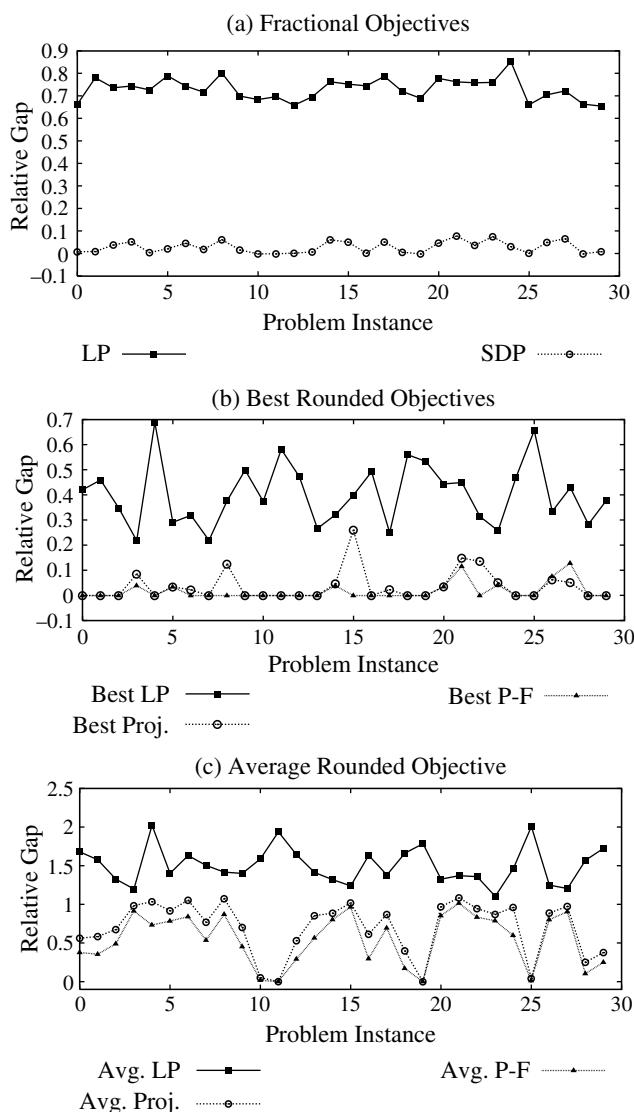 (a) Fractional Objectives
0.9
0.8
0.7
0.6
0.5
0.4
0.3
0.2
0.1
0
−0.1
Relative Gap
0 5 10 15 20 25 30
Problem Instance
LP SDP
(b) Best Rounded Objectives
0.7
0.6
0.5
0.4
0.3
0.2
0.1
0
−0.1
Relative Gap
0 5 10 15 20 25 30
Problem Instance
Best LP Best P-F
Best Proj.
(c) Average Rounded Objective
2.5
2
1.5
1
0.5
0
Relative Gap
0 5 10 15 20 25 30
Problem Instance
Avg. LP Avg. P-F
Avg. Proj.